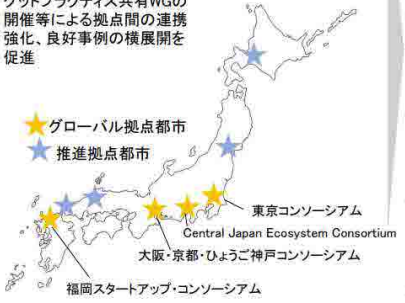 グッドプラクティス共有WGの
開催等による拠点間の連携
強化、良好事例の横展開を
促進
グローバル拠点都市
推進拠点都市
東京コンソーシアム
Central Japan Ecosystem Consortium
大阪・京都・ひょうご神戸コンソーシアム
福岡スタートアップ・コンソーシアム